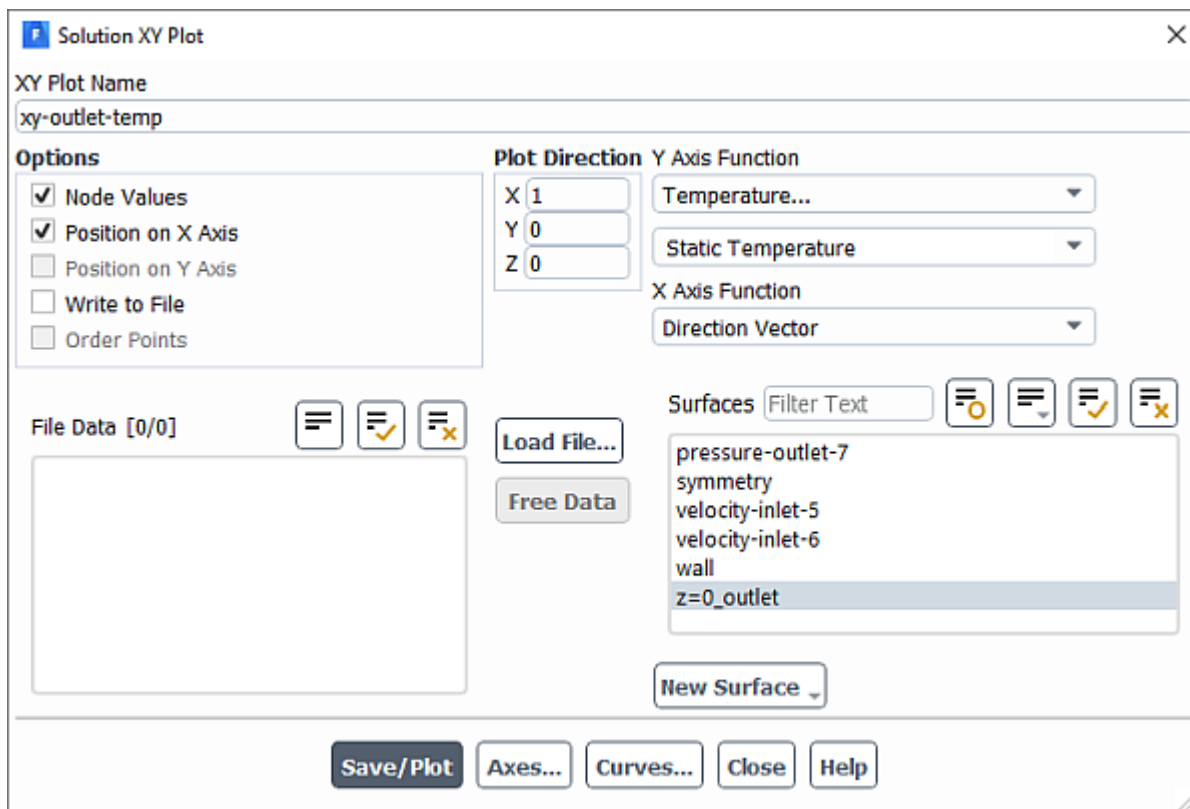 Solution XY Plot
XY Plot Name
xy-outlet-temp
Options
Node Values
Position on X Axis
Position on Y Axis
Write to File
Order Points
Plot Direction
X 1
Y 0
Z 0
Y Axis Function
Temperature...
Static Temperature
X Axis Function
Direction Vector
File Data [0/0]
Load File...
Free Data
Surfaces Filter Text
pressure-outlet-7
symmetry
velocity-inlet-5
velocity-inlet-6
wall
z=0_outlet
New Surface
Save/Plot Axes... Curves... Close Help